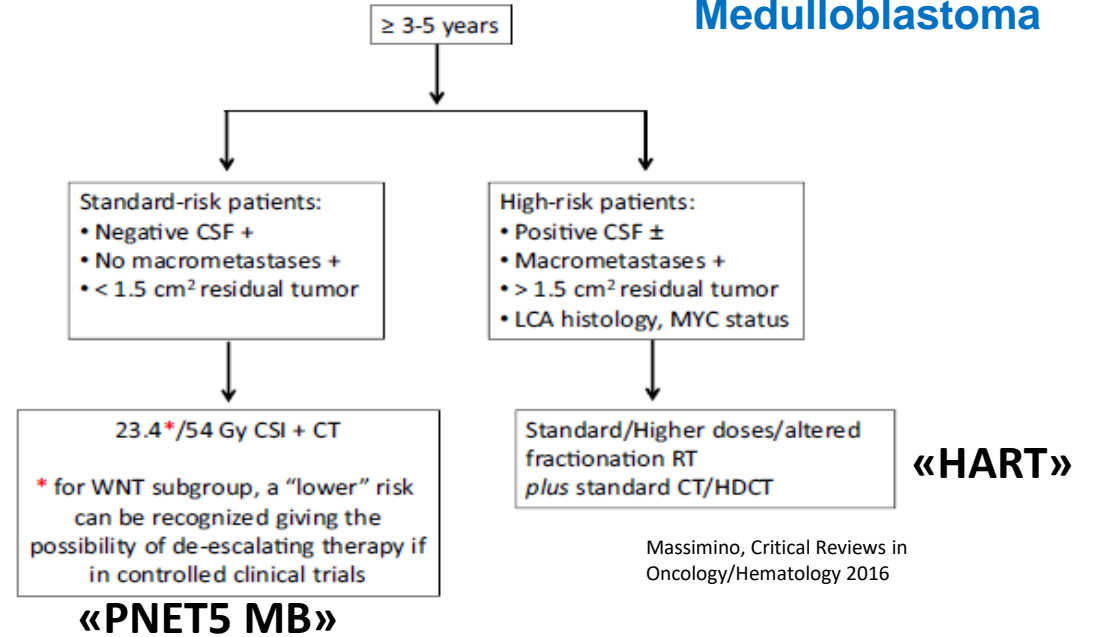 Medulloblastoma
≥ 3-5 years
Standard-risk patients:
• Negative CSF +
• No macrometastases +
• < 1.5 cm² residual tumor
High-risk patients:
• Positive CSF ±
• Macrometastases +
• > 1.5 cm² residual tumor
• LCA histology, MYC status
23.4*/54 Gy CSI + CT
* for WNT subgroup, a “lower” risk
can be recognized giving the
possibility of de-escalating therapy if
in controlled clinical trials
«PNET5 MB»
Standard/Higher doses/altered
fractionation RT
plus standard CT/HDCT
«HART»
Massimino, Critical Reviews in
Oncology/Hematology 2016